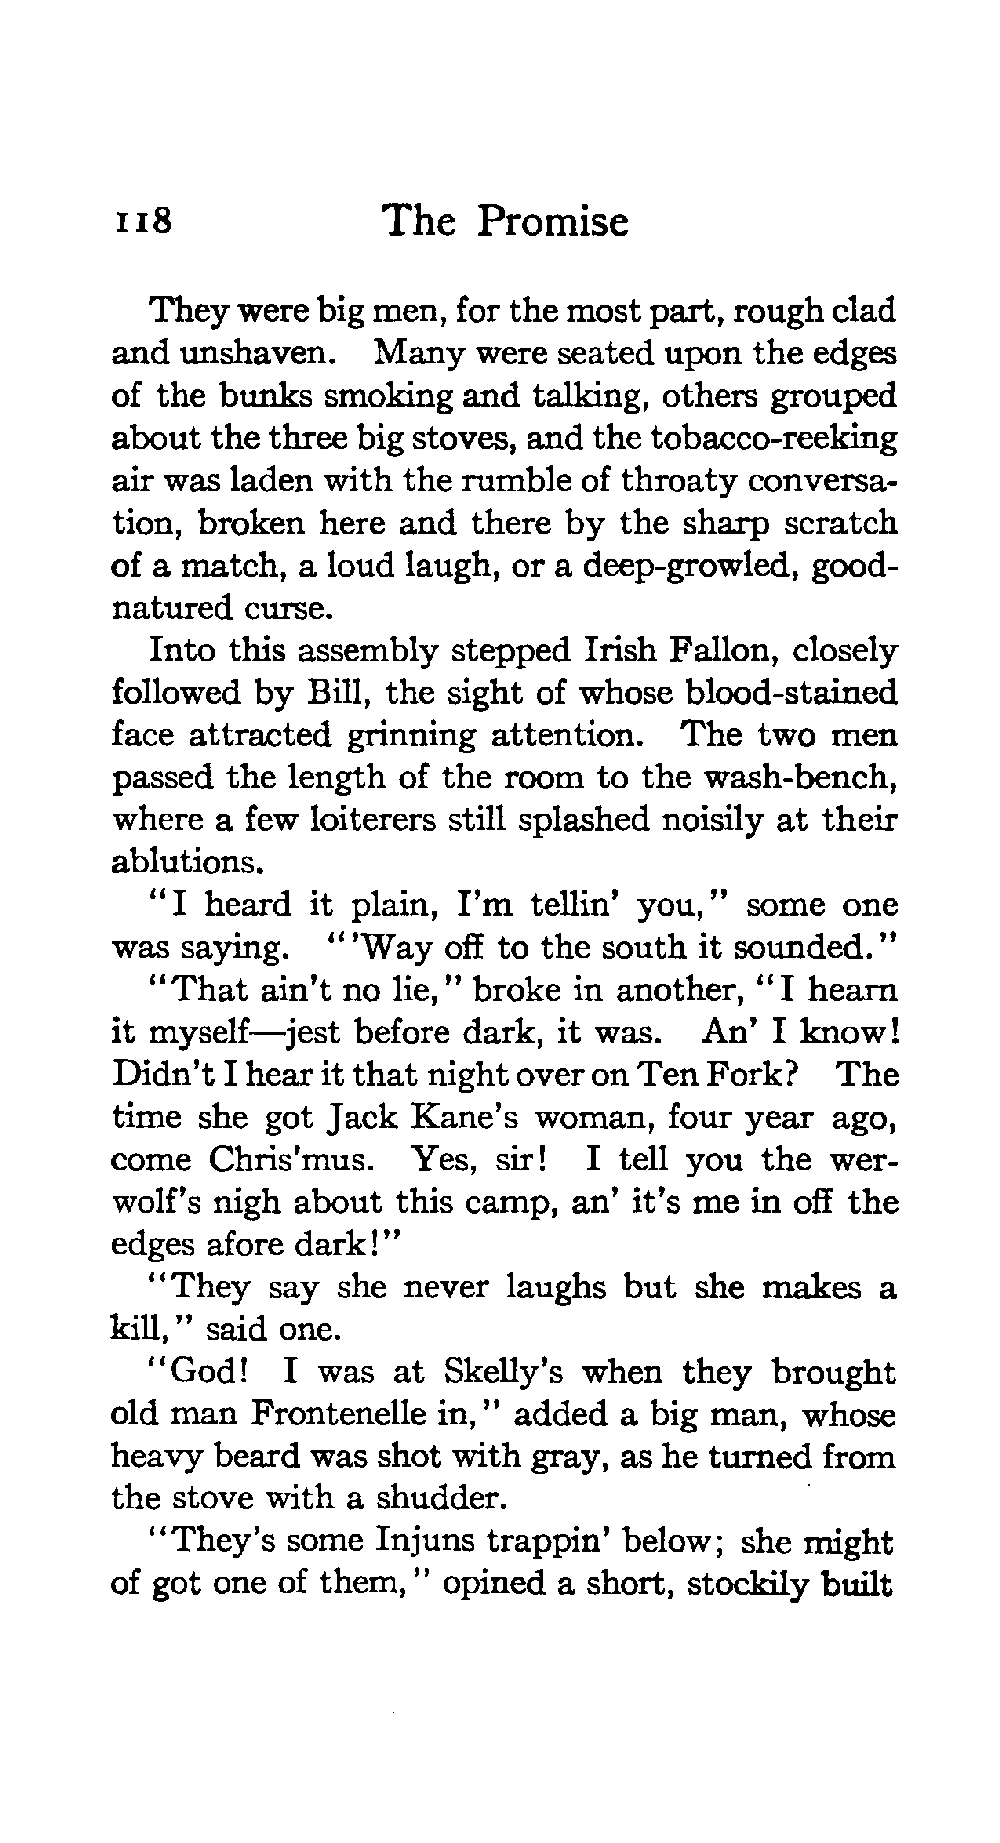 118 The Promise
They were big men, for the most part, rough clad
and unshaven. Many were seated upon the edges
of the bunks smoking and talking, others grouped
about the three big stoves, and the tobacco-reeking
air was laden with the rumble of throaty conversa-
tion, broken here and there by the sharp scratch
of a match, a loud laugh, or a deep-growled, good-
natured curse.
Into this assembly stepped Irish Fallon, closely
followed by Bill, the sight of whose blood-stained
face attracted grinning attention. The two men
passed the length of the room to the wash-bench,
where a few loiterers still splashed noisily at their
ablutions.
"I heard it plain, I'm tellin' you," some one
was saying. "'Way off to the south it sounded."
"That ain't no lie," broke in another, "I hearn
it myself—jest before dark, it was. An' I know!
Didn't I hear it that night over on Ten Fork? The
time she got Jack Kane's woman, four year ago,
come Chris'mus. Yes, sir! I tell you the wer-
wolf's nigh about this camp, an' it's me in off the
edges afore dark!"
"They say she never laughs but she makes a
kill," said one.
"God! I was at Skelly's when they brought
old man Frontenelle in," added a big man, whose
heavy beard was shot with gray, as he turned from
the stove with a shudder.
"They's some Injuns trappin' below; she might
of got one of them," opined a short, stockily built